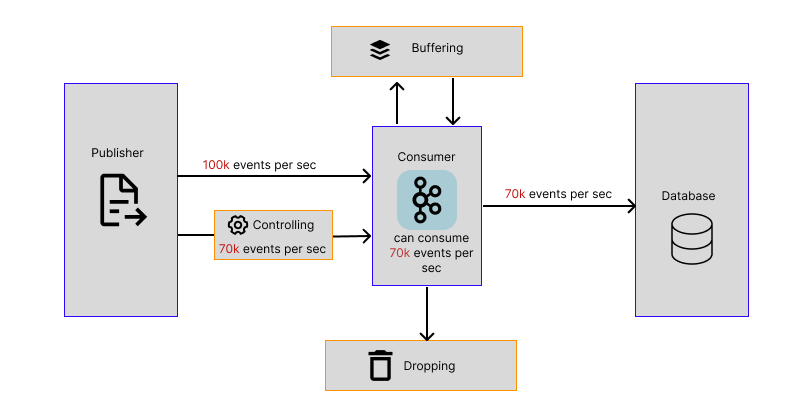 Buffering
Publisher
100k events per sec
Controlling
70k events per sec
Consumer
can consume
70k events per
sec
70k events per sec
Database
Dropping